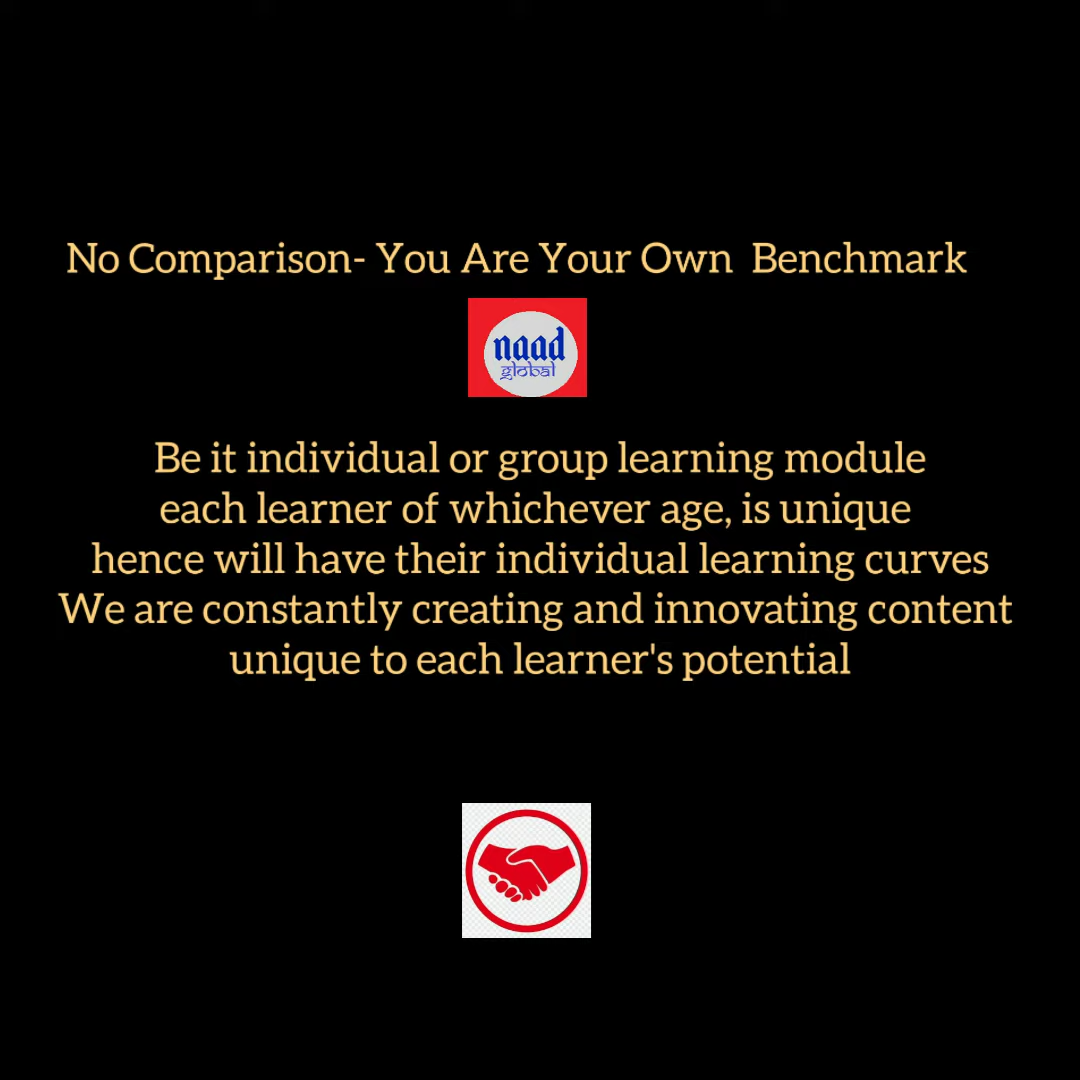 No Comparison- You Are Your Own  Benchmark
naad
global
Be it individual or group learning module
each learner of whichever age, is unique
hence will have their individual learning curves
We are constantly creating and innovating content
unique to each learner's potential